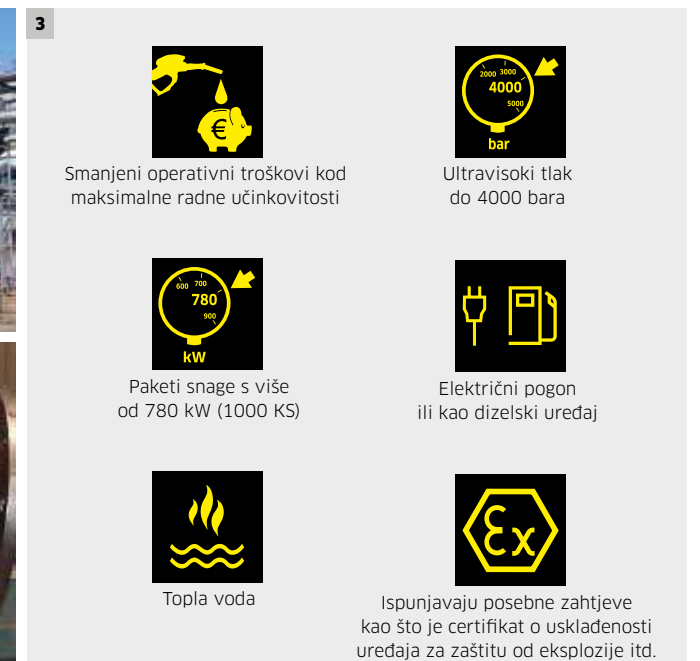 3
€
2000 3000
4000
5000
bar
Smanjeni operativni troškovi kod
maksimalne radne učinkovitosti
Ultravisoki tlak
do 4000 bara
600 700
780
900
kW
Paketi snage s više
od 780 kW (1000 KS)
Električni pogon
ili kao dizelski uređaj
Topla voda
Ex
Ispunjavaju posebne zahtjeve
kao što je certifikat o usklađenosti
uređaja za zaštitu od eksplozije itd.